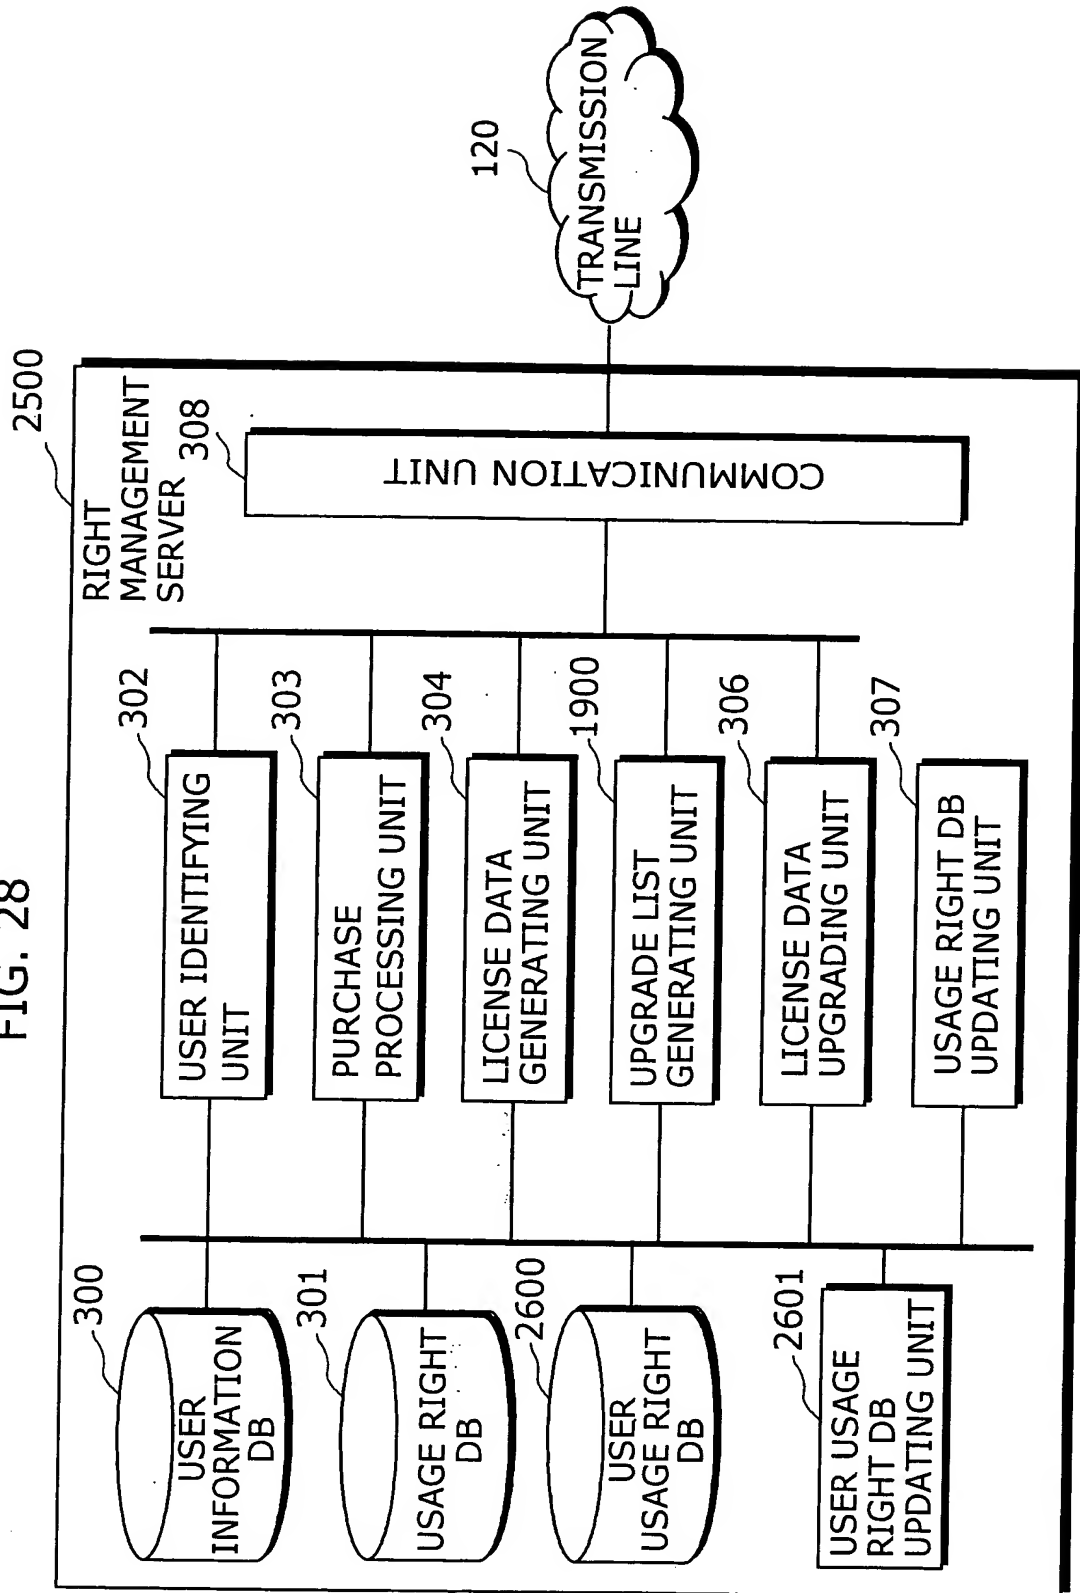 FIG. 28
2500
RIGHT
MANAGEMENT
SERVER
300
USER
INFORMATION
DB
301
USAGE RIGHT
DB
2600
USER
USAGE RIGHT
DB
2601
USER USAGE
RIGHT DB
UPDATING UNIT
302
USER IDENTIFYING
UNIT
303
PURCHASE
PROCESSING UNIT
304
LICENSE DATA
GENERATING UNIT
1900
UPGRADE LIST
GENERATING UNIT
306
LICENSE DATA
UPGRADING UNIT
307
USAGE RIGHT DB
UPDATING UNIT
308
COMMUNICATION UNIT
120
TRANSMISSION
LINE